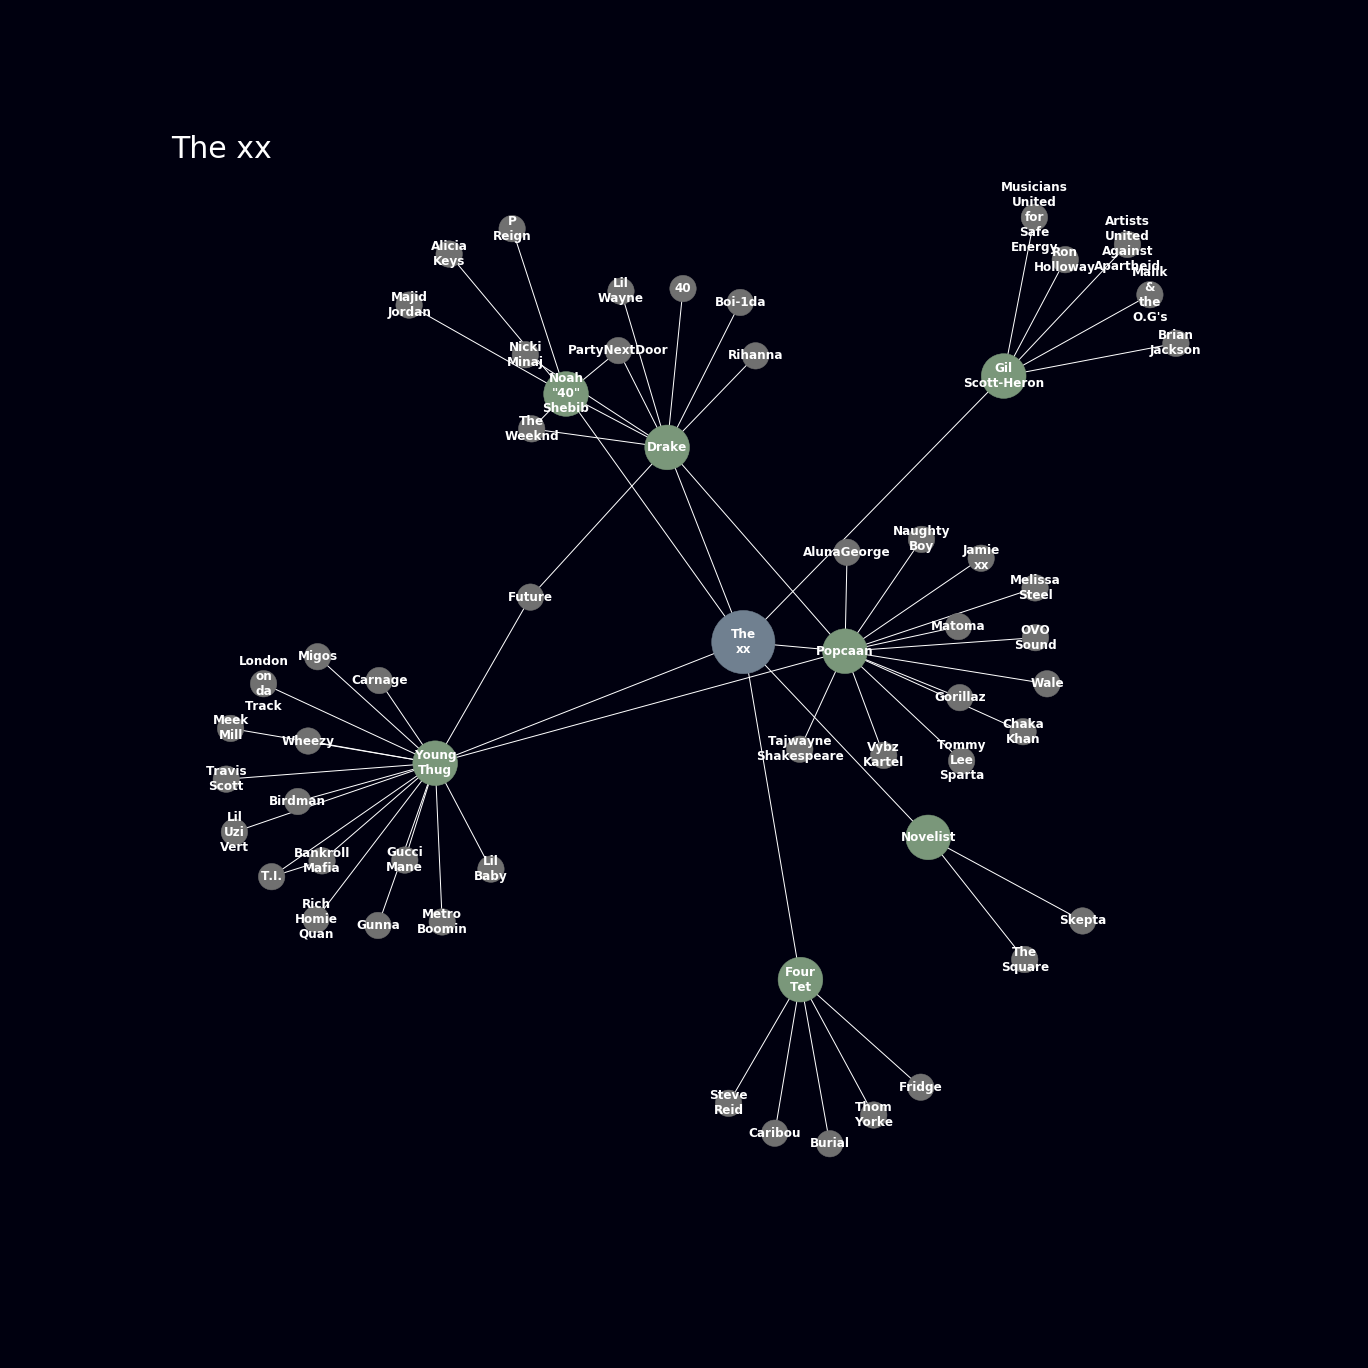 The xx
Musicians
United
for
Safe
Energy
P
Reign
Artists
United
Against
Apartheid
Alicia
Keys
Ron
Holloway
Malik
&
the
O.G's
Lil
Wayne
40
Boi-1da
Majid
Jordan
Brian
Jackson
Nicki
Minaj
PartyNextDoor
Rihanna
Gil
Scott-Heron
Noah
"40"
Shebib
The
Weeknd
Drake
AlunaGeorge
Naughty
Boy
Jamie
xx
Melissa
Steel
Future
Matoma
OVO
Sound
The
xx
Popcaan
Migos
London
on
da
Track
Carnage
Wale
Gorillaz
Meek
Mill
Wheezy
Chaka
Khan
Tajwayne
Shakespeare
Vybz
Kartel
Tommy
Lee
Sparta
Young
Thug
Travis
Scott
Birdman
Lil
Uzi
Vert
Novelist
Bankroll
Mafia
Gucci
Mane
Lil
Baby
T.I.
Rich
Homie
Quan
Gunna
Metro
Boomin
Skepta
The
Square
Four
Tet
Steve
Reid
Fridge
Thom
Yorke
Caribou
Burial